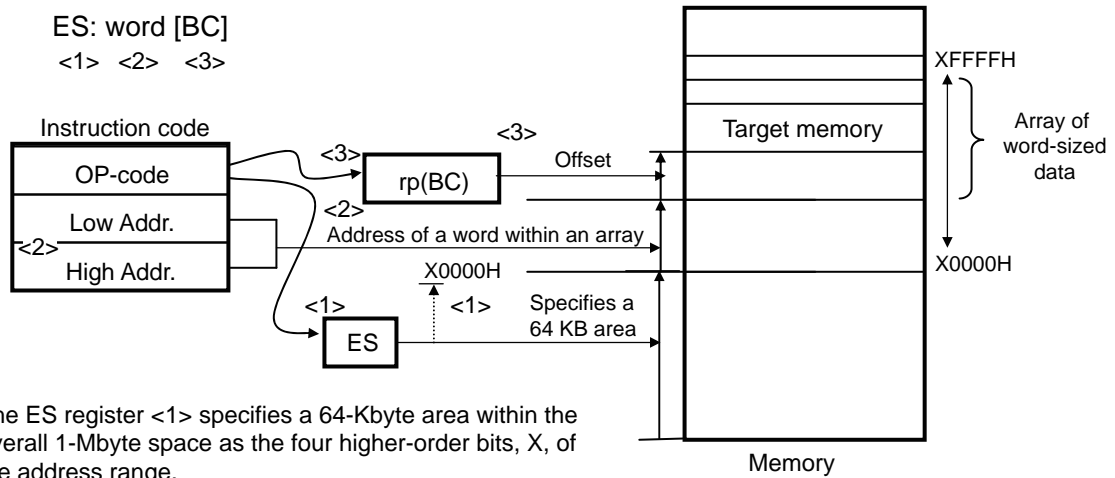 ES: word [BC]
<1> <2> <3>
XFFFFH
Instruction code
<3>
Target memory
Array of
word-sized
data
OP-code
<3>
rp(BC)
Offset
Low Addr.
<2>
<2>
Address of a word within an array
High Addr.
X0000H
X0000H
<1>
<1>
Specifies a
64 KB area
ES
ES register <1> specifies a 64-Kbyte area within the
overall 1-Mbyte space as the four higher-order bits, X, of
address range.
Memory